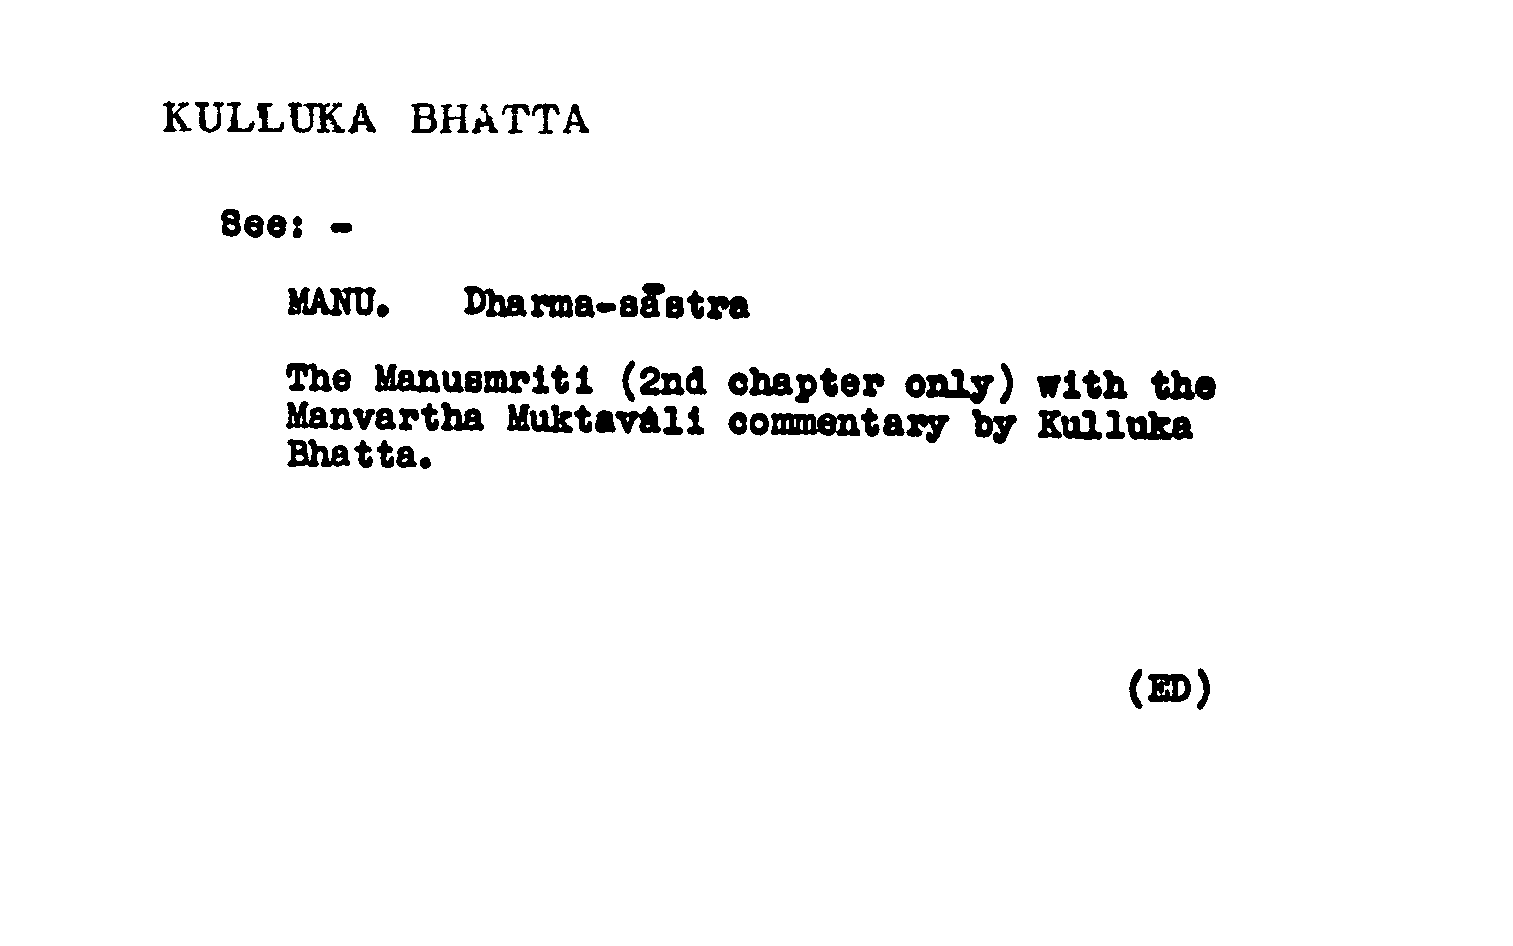 KULLUKA BHATTA
See: -
MANU. Dharma-sāstra
The Manusmriti (2nd chapter only) with the
Manvartha Muktavâli commentary by Kulluka
Bhatta.
(ED)